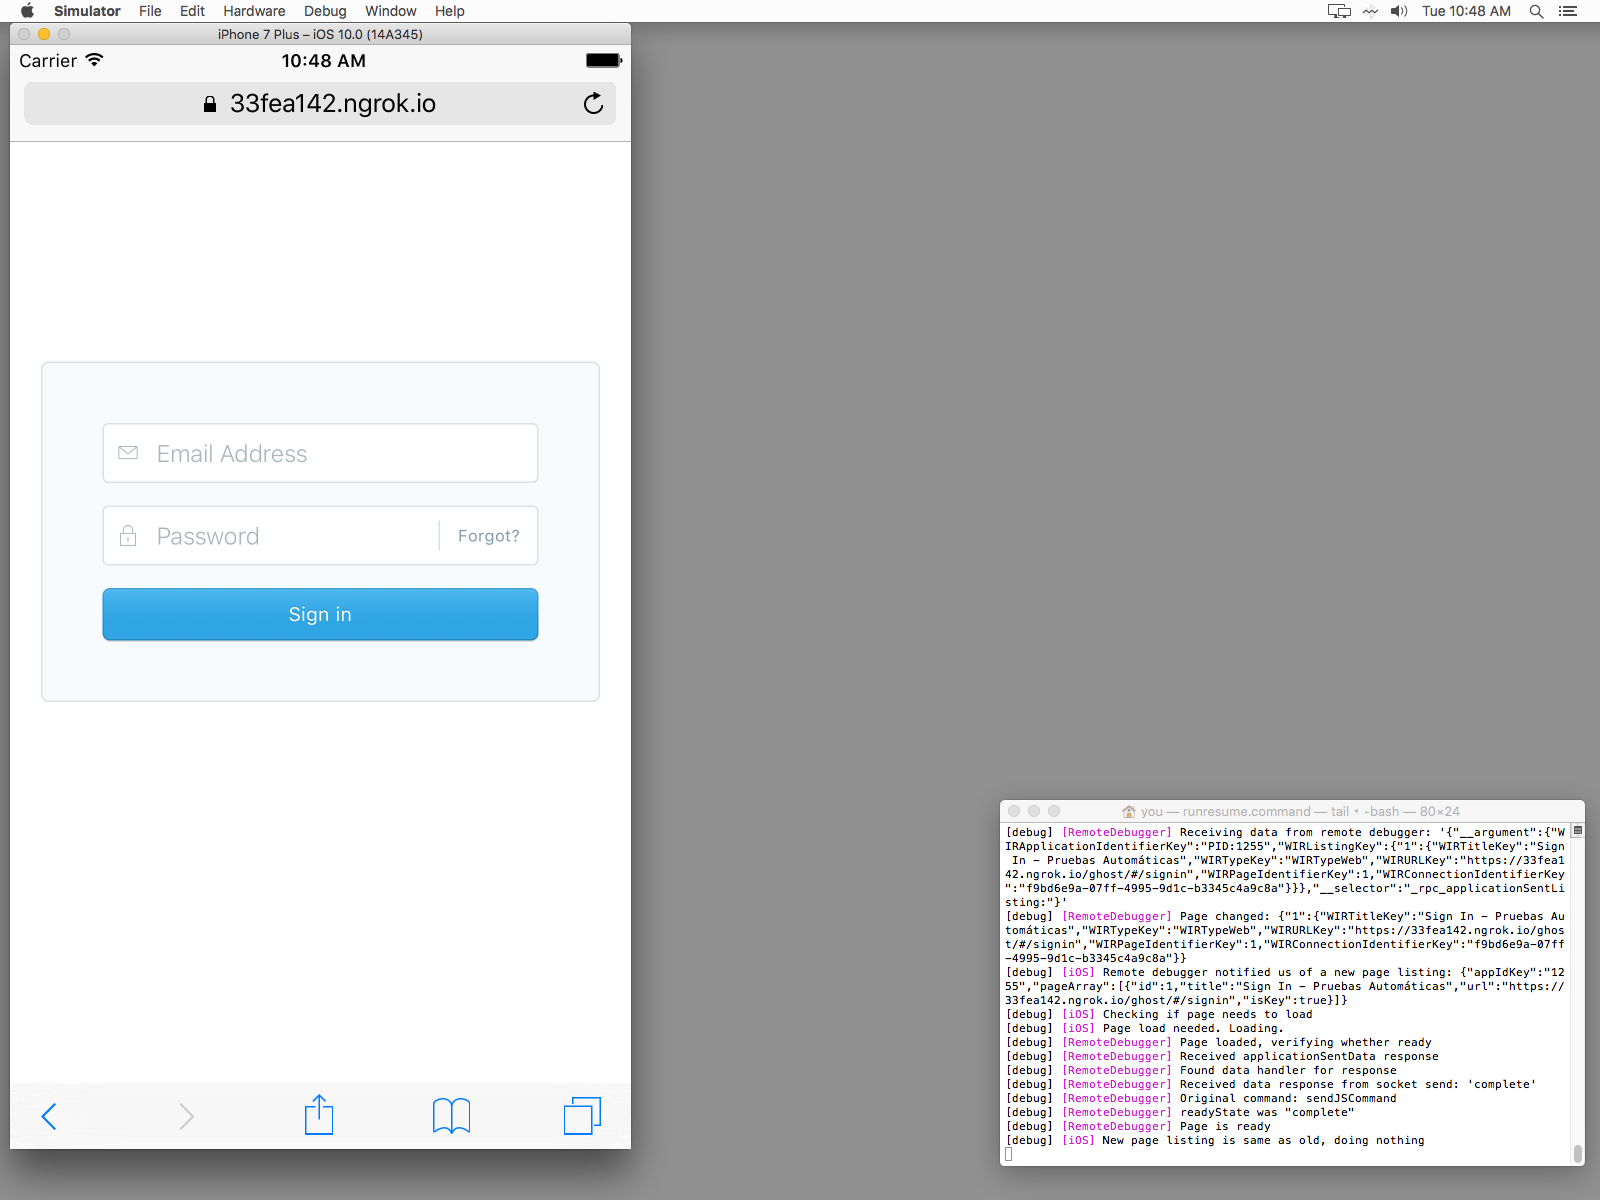 Simulator File Edit Hardware Debug Window Help
Tue 10:48 AM
iPhone 7 Plus – iOS 10.0 (14A345)
Carrier 10:48 AM
33fea142.ngrok.io
Email Address
Password Forgot?
Sign in
you — runresume.command — tail ◂ -bash — 80×24
[debug] [RemoteDebugger] Receiving data from remote debugger: '{"__argument":{"W
IRApplicationIdentifierKey":"PID:1255","WIRListingKey":{"1":{"WIRTitleKey":"Sign
 In – Pruebas Automáticas","WIRTypeKey":"WIRTypeWeb","WIRURLKey":"https://33fea1
42.ngrok.io/ghost/#/signin","WIRPageIdentifierKey":1,"WIRConnectionIdentifierKey
":"f9bd6e9a-07ff-4995-9d1c-b3345c4a9c8a"}}},"__selector":"_rpc_applicationSentLi
sting:"}'
[debug] [RemoteDebugger] Page changed: {"1":{"WIRTitleKey":"Sign In – Pruebas Au
tomáticas","WIRTypeKey":"WIRTypeWeb","WIRURLKey":"https://33fea142.ngrok.io/ghos
t/#/signin","WIRPageIdentifierKey":1,"WIRConnectionIdentifierKey":"f9bd6e9a-07ff
-4995-9d1c-b3345c4a9c8a"}}
[debug] [iOS] Remote debugger notified us of a new page listing: {"appIdKey":"12
55","pageArray":[{"id":1,"title":"Sign In – Pruebas Automáticas","url":"https://
33fea142.ngrok.io/ghost/#/signin","isKey":true}]}
[debug] [iOS] Checking if page needs to load
[debug] [iOS] Page load needed. Loading.
[debug] [RemoteDebugger] Page loaded, verifying whether ready
[debug] [RemoteDebugger] Received applicationSentData response
[debug] [RemoteDebugger] Found data handler for response
[debug] [RemoteDebugger] Received data response from socket send: 'complete'
[debug] [RemoteDebugger] Original command: sendJSCommand
[debug] [RemoteDebugger] readyState was "complete"
[debug] [RemoteDebugger] Page is ready
[debug] [iOS] New page listing is same as old, doing nothing